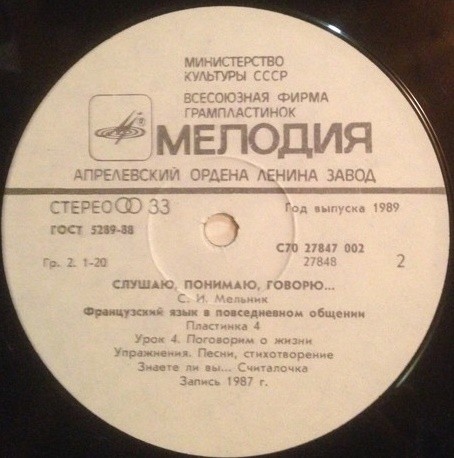 МИНИСТЕРСТВО
КУЛЬТУРЫ СССР
ВСЕСОЮЗНАЯ ФИРМА
ГРАМПЛАСТИНОК
® МЕЛОДИЯ
АПРЕЛЕВСКИЙ ОРДЕНА ЛЕНИНА ЗАВОД
СТЕРЕО 33
Год выпуска 1989
ГОСТ 5289-88
С70 27847 002
Гр. 2. 1-20
27848
2
СЛУШАЮ, ПОНИМАЮ, ГОВОРЮ...
С. И. Мельник
Французский язык в повседневном общении
Пластинка 4
Урок 4. Поговорим о жизни
Упражнения. Песни, стихотворение
Знаете ли вы... Считалочка
Запись 1987 г.